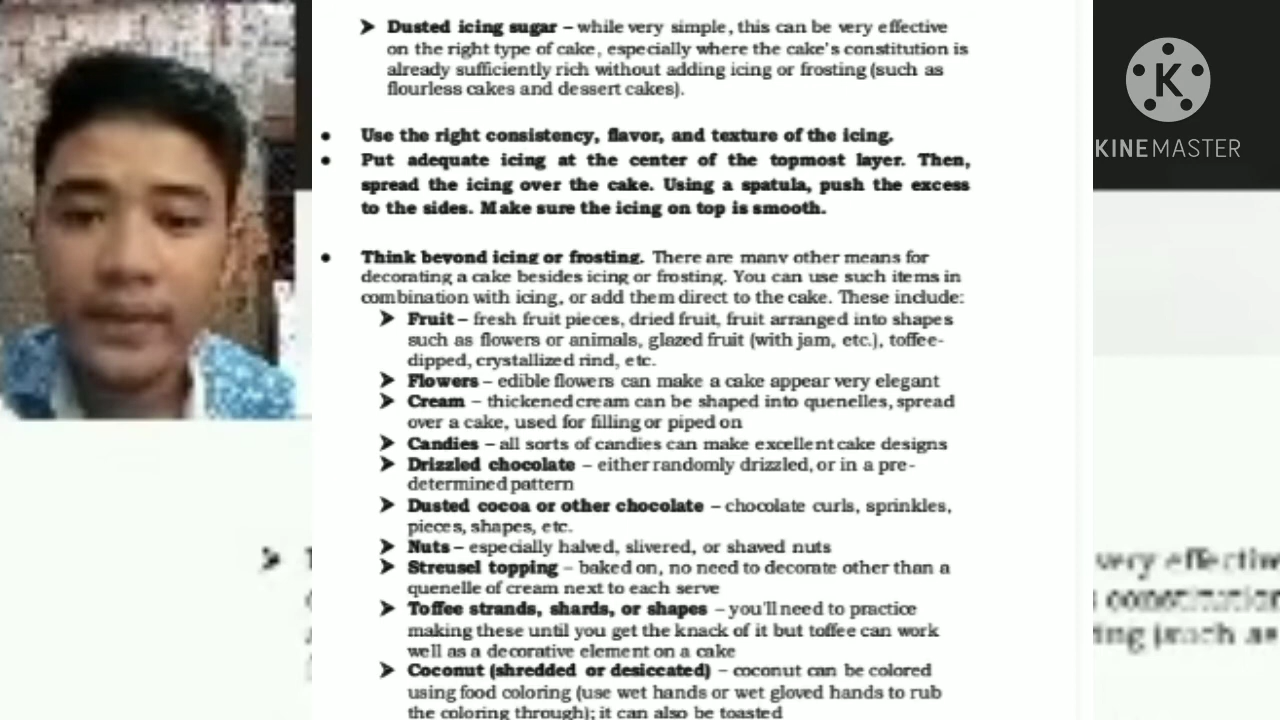 ➤ Dusted icing sugar – while very simple, this can be very effective
on the right type of cake, especially where the cake's constitution is
already sufficiently rich without adding icing or frosting (such as
flourless cakes and dessert cakes).
• Use the right consistency, flavor, and texture of the icing.
• Put adequate icing at the center of the topmost layer. Then,
spread the icing over the cake. Using a spatula, push the excess
to the sides. Make sure the icing on top is smooth.
• Think beyond icing or frosting. There are many other means for
decorating a cake besides icing or frosting. You can use such items in
combination with icing, or add them direct to the cake. These include:
➤ Fruit – fresh fruit pieces, dried fruit, fruit arranged into shapes
such as flowers or animals, glazed fruit (with jam, etc.), toffee-
dipped, crystallized rind, etc.
➤ Flowers – edible flowers can make a cake appear very elegant
➤ Cream – thickened cream can be shaped into quenelles, spread
over a cake, used for filling or piped on
➤ Candies – all sorts of candies can make excellent cake designs
➤ Drizzled chocolate – either randomly drizzled, or in a pre-
determined pattern
➤ Dusted cocoa or other chocolate – chocolate curls, sprinkles,
pieces, shapes, etc.
➤ Nuts – especially halved, slivered, or shaved nuts
➤ Streusel topping – baked on, no need to decorate other than a
quenelle of cream next to each serve
➤ Toffee strands, shards, or shapes – you'll need to practice
making these until you get the knack of it but toffee can work
well as a decorative element on a cake
➤ Coconut (shredded or desiccated) – coconut can be colored
using food coloring (use wet hands or wet gloved hands to rub
the coloring through); it can also be toasted
K
KINEMASTER
very effective
constitution
(such as